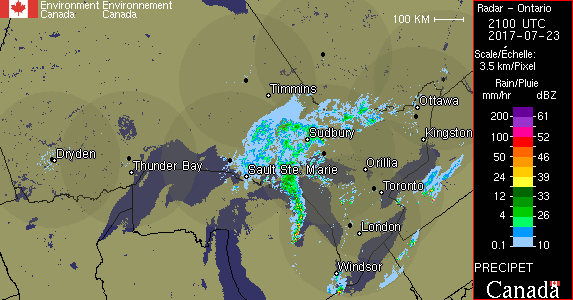 Environment Environnement
Canada Canada
100 KM
Timmins
Ottawa
Sudbury
Kingston
Dryden
Thunder Bay
Sault Ste. Marie
Orillia
Toronto
London
Windsor
Radar - Ontario
2100 UTC
2017-07-23
Scale/Échelle:
3.5 km/Pixel
Rain/Pluie
mm/hr dBZ
200 61
100 52
50 46
24 39
12 33
4 26
0.1 10
PRECIPET
Canada